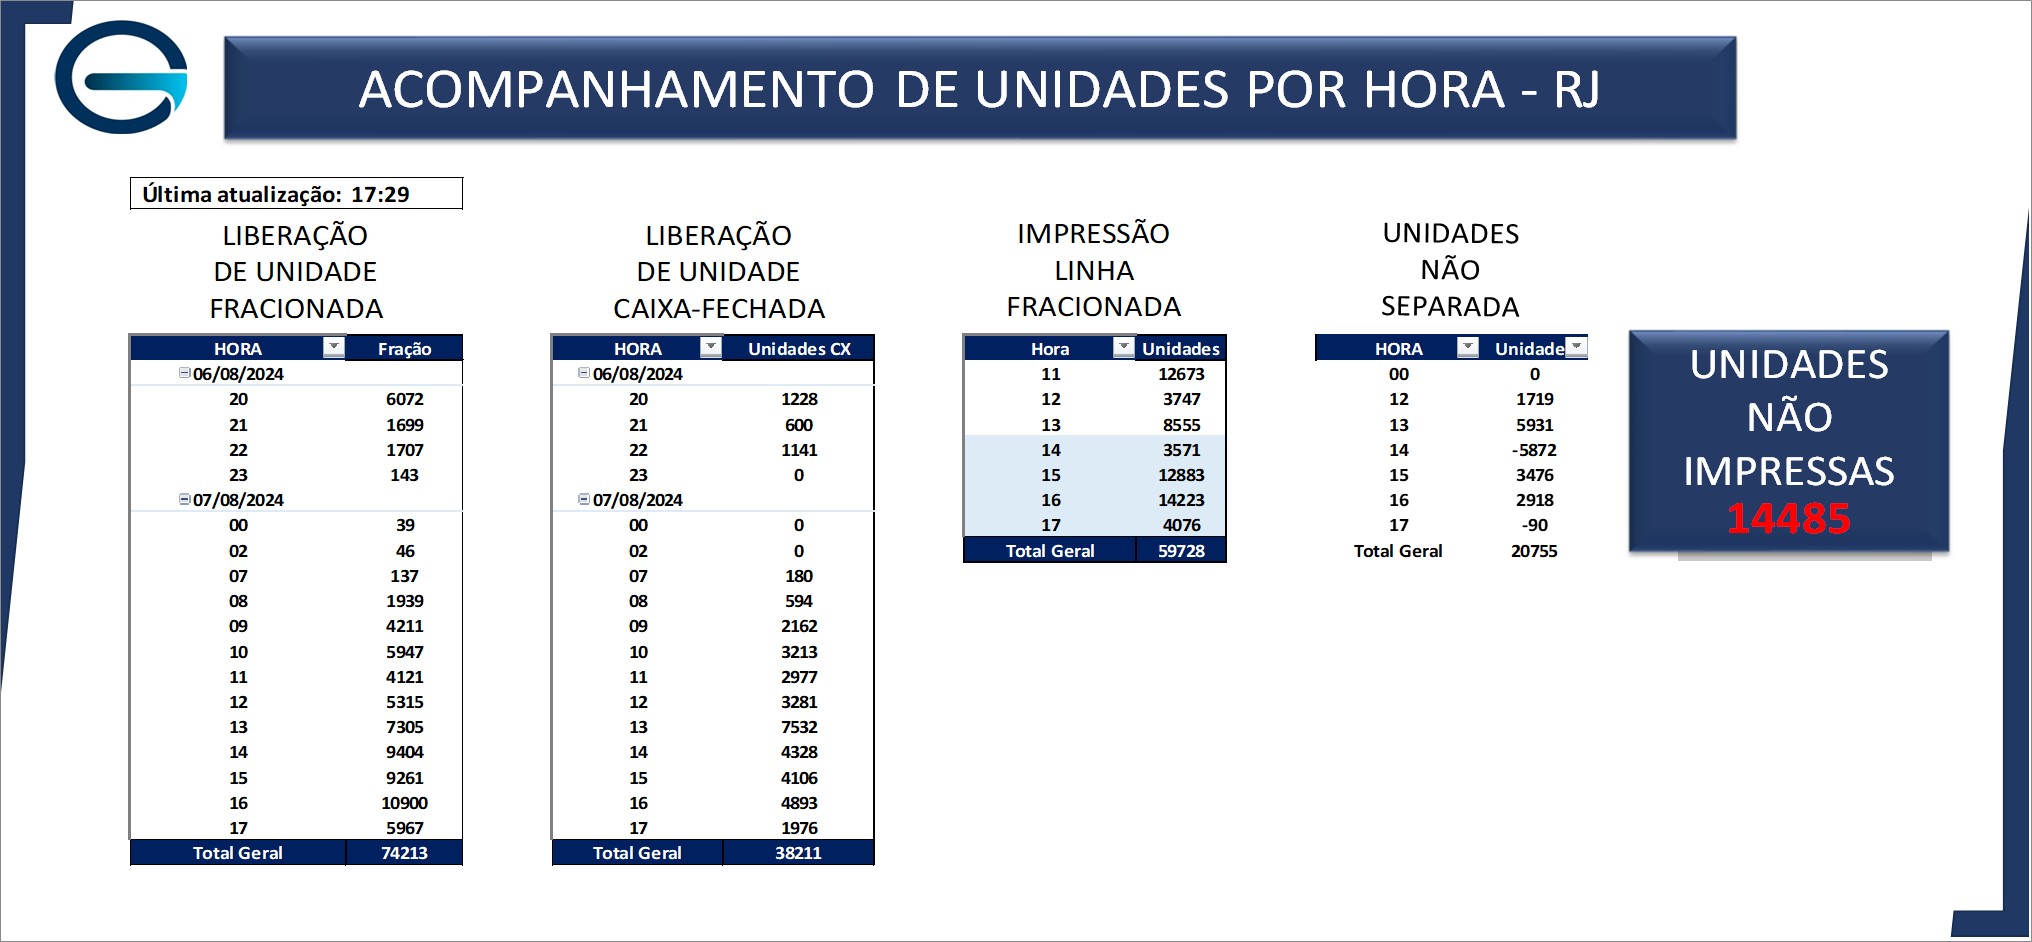 ACOMPANHAMENTO DE UNIDADES POR HORA - RJ
Última atualização: 17:29
LIBERAÇÃO
DE UNIDADE
FRACIONADA
HORA Fração
06/08/2024
20 6072
21 1699
22 1707
23 143
07/08/2024
00 39
02 46
07 137
08 1939
09 4211
10 5947
11 4121
12 5315
13 7305
14 9404
15 9261
16 10900
17 5967
Total Geral 74213
LIBERAÇÃO
DE UNIDADE
CAIXA-FECHADA
HORA Unidades CX
06/08/2024
20 1228
21 600
22 1141
23 0
07/08/2024
00 0
02 0
07 180
08 594
09 2162
10 3213
11 2977
12 3281
13 7532
14 4328
15 4106
16 4893
17 1976
Total Geral 38211
IMPRESSÃO
LINHA
FRACIONADA
Hora Unidades
11 12673
12 3747
13 8555
14 3571
15 12883
16 14223
17 4076
Total Geral 59728
UNIDADES
NÃO
SEPARADA
HORA Unidade
00 0
12 1719
13 5931
14 -5872
15 3476
16 2918
17 -90
Total Geral 20755
UNIDADES
NÃO
IMPRESSAS
14485